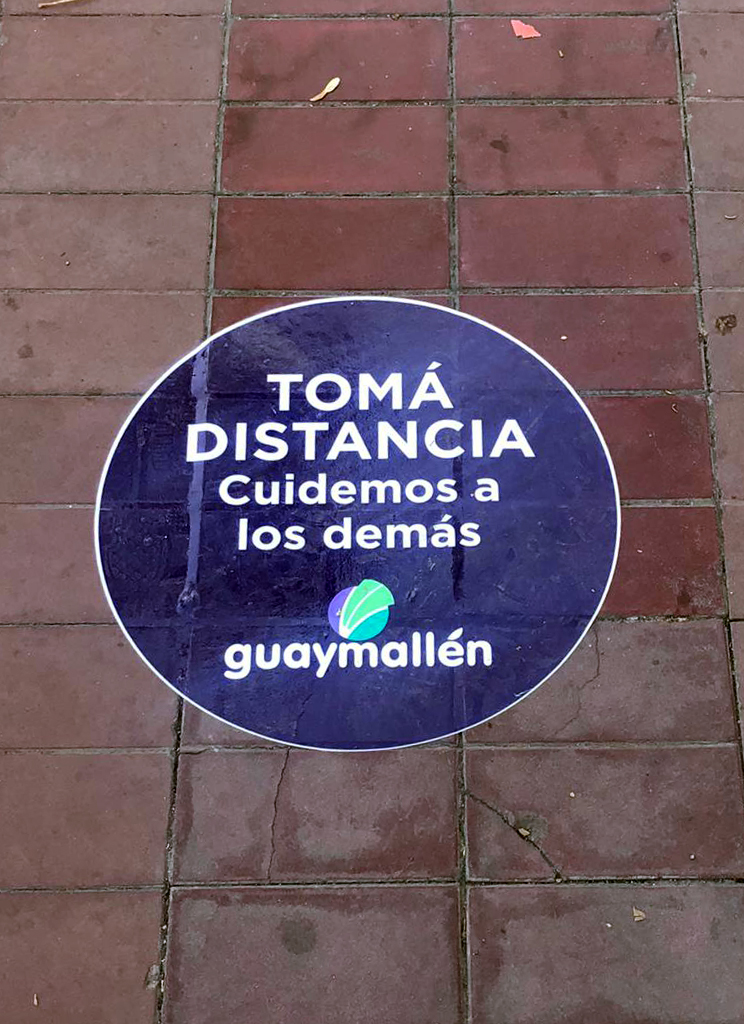 TOMÁ
DISTANCIA
Cuidemos a
los demás
guaymallén